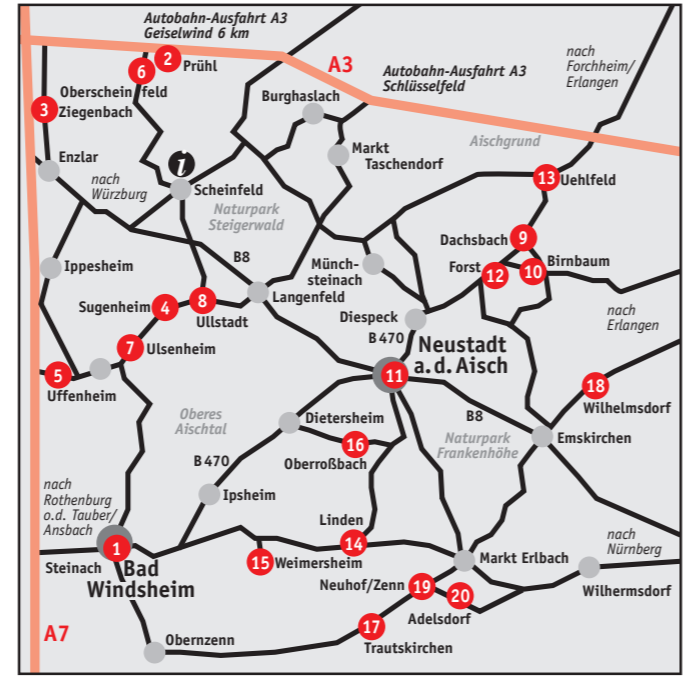 Autobahn-Ausfahrt A3
Geiselwind 6 km
2
Prühl
6
A3
nach
Forchheim/
Erlangen
Autobahn-Ausfahrt A3
Schlüsselfeld
Oberscheinfeld
3
Ziegenbach
Burghaslach
Markt
Taschendorf
Aischgrund
Enzlar
i
nach
Würzburg
Scheinfeld
13
Uehlfeld
Naturpark
Steigerwald
Dachsbach
9
B8
Münch-
steinach
Forst
12
10
Birnbaum
Ippesheim
Sugenheim
4
8
Ullstadt
Langenfeld
Diespeck
B 470
nach
Erlangen
7
Ulsenheim
Neustadt
a.d. Aisch
11
5
Uffenheim
18
Wilhelmsdorf
Oberes
Aischtal
Dietersheim
B8
16
Oberroßbach
Naturpark
Frankenhöhe
Emskirchen
B 470
nach
Rothenburg
o.d. Tauber/
Ansbach
Ipsheim
Linden
14
nach
Nürnberg
1
Steinach
Bad
Windsheim
15
Weimersheim
Markt Erlbach
Neuhof/Zenn
19
20
Adelsdorf
Wilhermsdorf
17
Trautskirchen
A7
Obernzenn